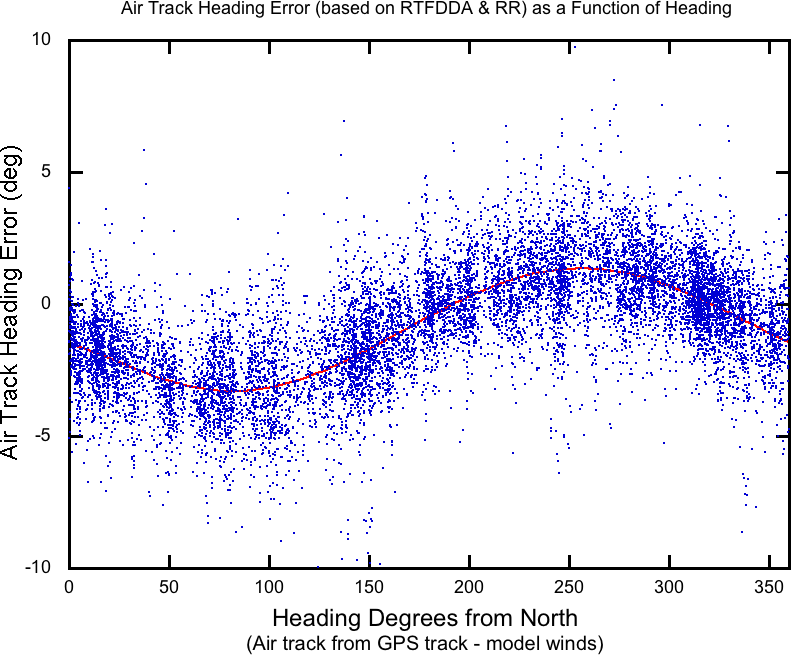 Air Track Heading Error (based on RTFDDA & RR) as a Function of Heading
10
5
0
-5
-10
Air Track Heading Error (deg)
0 50 100 150 200 250 300 350
Heading Degrees from North
(Air track from GPS track - model winds)